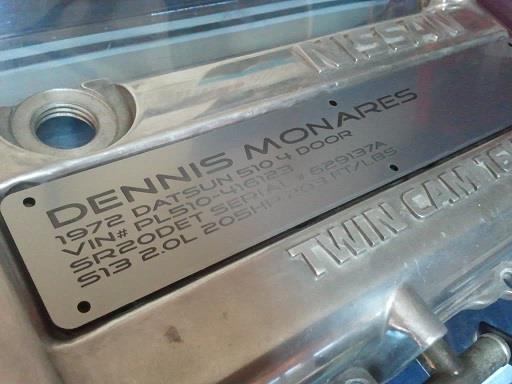 NISSAN
DENNIS MONARES
1972 DATSUN 510 4 DOOR
VIN# PL510-416123
SR20DET SERIAL # 629137A
S13 2.0L 205HP 203 FT/LBS
TWIN CAM 16